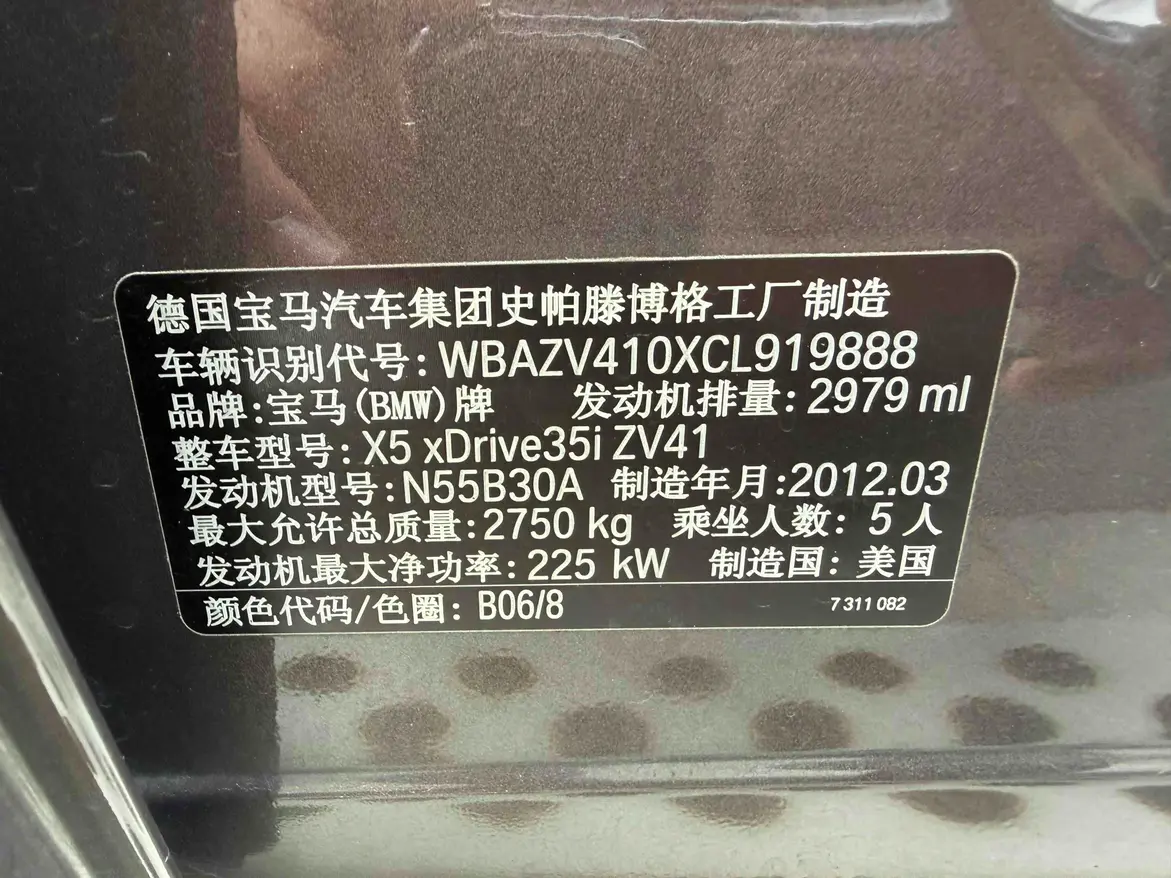 德国宝马汽车集团史帕滕博格工厂制造
车辆识别代号: WBAZV410XCL919888
品牌:宝马(BMW)牌 发动机排量: 2979 ml
整车型号: X5 xDrive35i ZV41
发动机型号:N55B30A 制造年月:2012.03
最大允许总质量:2750 kg 乘坐人数: 5 人
发动机最大净功率: 225 kW 制造国: 美国
颜色代码/色圈: B06/8 7 311 082